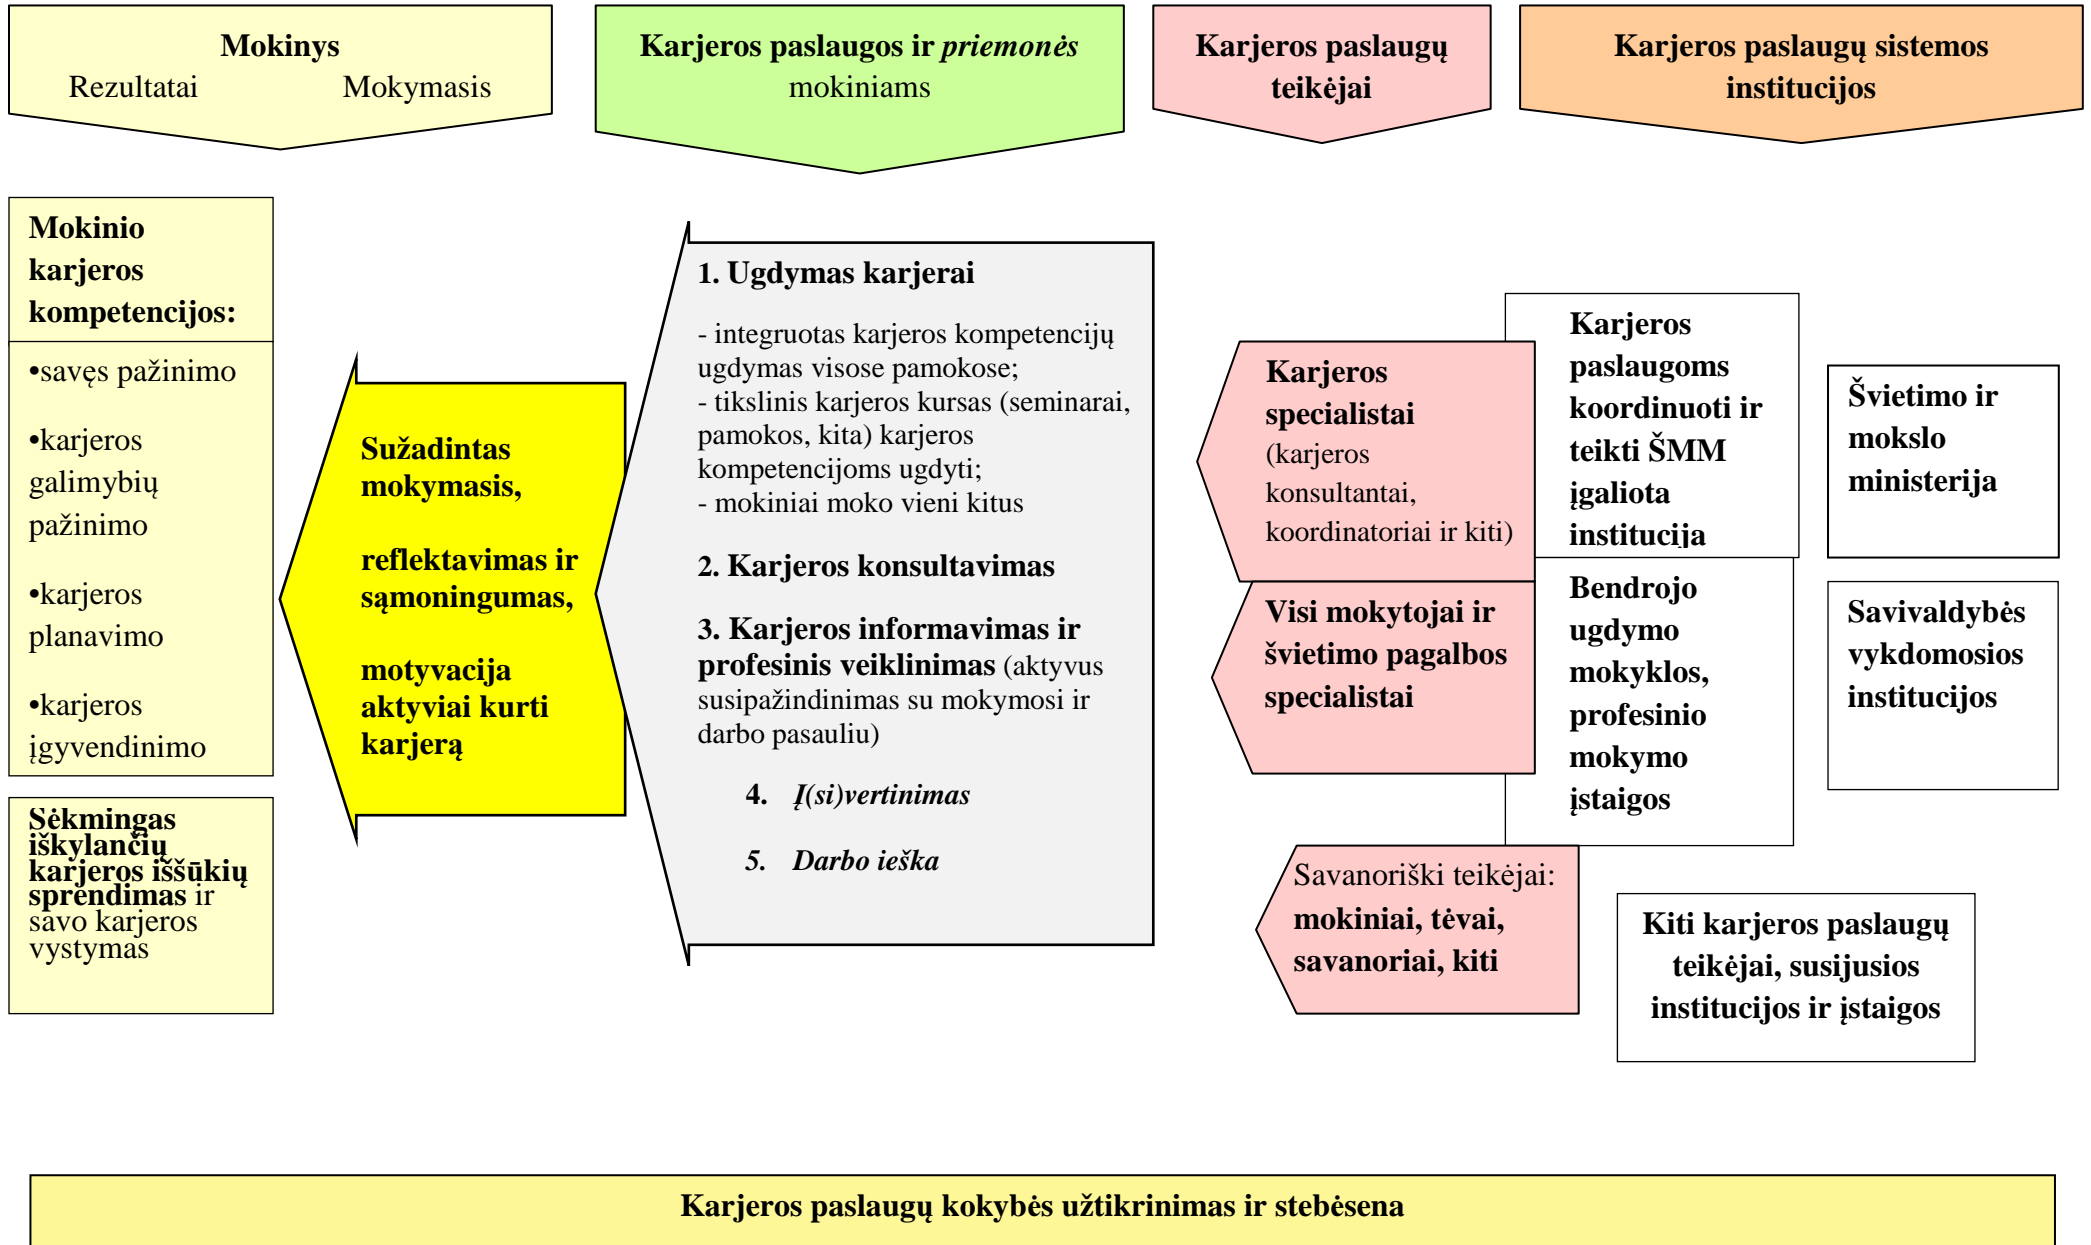 Mokinys
Rezultatai Mokymasis
Karjeros paslaugos ir priemonės
mokiniams
Karjeros paslaugų
teikėjai
Karjeros paslaugų sistemos
institucijos
Mokinio
karjeros
kompetencijos:
•savęs pažinimo
•karjeros
galimybių
pažinimo
•karjeros
planavimo
•karjeros
įgyvendinimo
Sėkmingas
iškylančių
karjeros iššūkių
sprendimas ir
savo karjeros
vystymas
Sužadintas
mokymasis,
reflektavimas ir
sąmoningumas,
motyvacija
aktyviai kurti
karjerą
1. Ugdymas karjerai
- integruotas karjeros kompetencijų
ugdymas visose pamokose;
- tikslinis karjeros kursas (seminarai,
pamokos, kita) karjeros
kompetencijoms ugdyti;
- mokiniai moko vieni kitus
2. Karjeros konsultavimas
3. Karjeros informavimas ir
profesinis veiklinimas (aktyvus
susipažindinimas su mokymosi ir
darbo pasauliu)
4. Į(si)vertinimas
5. Darbo ieška
Karjeros
specialistai
(karjeros
konsultantai,
koordinatoriai ir kiti)
Visi mokytojai ir
švietimo pagalbos
specialistai
Savanoriški teikėjai:
mokiniai, tėvai,
savanoriai, kiti
Karjeros
paslaugoms
koordinuoti ir
teikti ŠMM
įgaliota
institucija
Bendrojo
ugdymo
mokyklos,
profesinio
mokymo
įstaigos
Švietimo ir
mokslo
ministerija
Savivaldybės
vykdomosios
institucijos
Kiti karjeros paslaugų
teikėjai, susijusios
institucijos ir įstaigos
Karjeros paslaugų kokybės užtikrinimas ir stebėsena